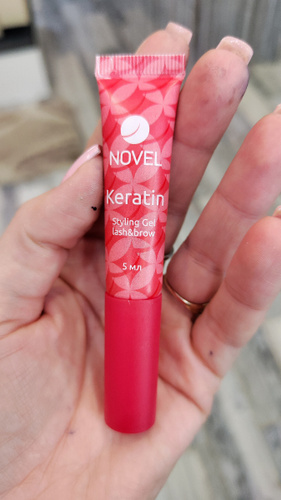 NOVEL
Keratin
Styling Gel
lash&brow
5 мл